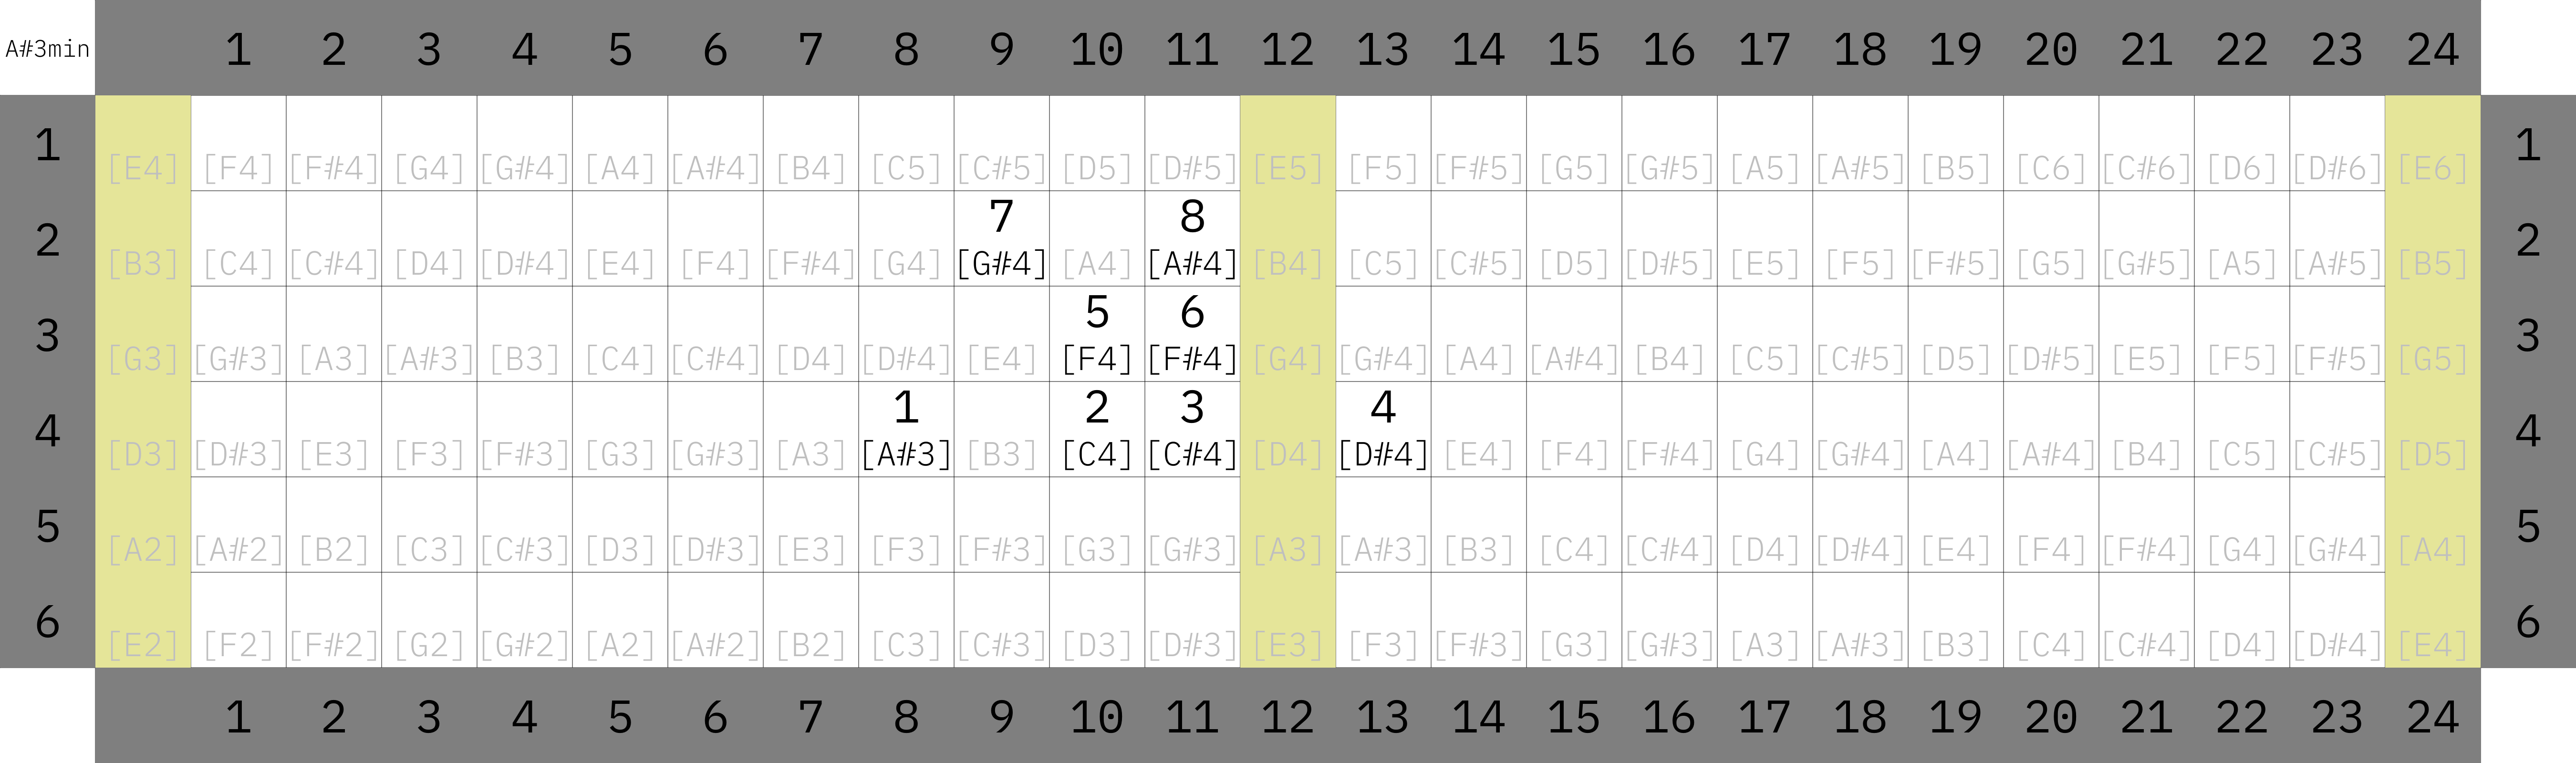 A#3min 1 2 3 4 5 6 7 8 9 10 11 12 13 14 15 16 17 18 19 20 21 22 23 24
1 [E4] [F4] [F#4] [G4] [G#4] [A4] [A#4] [B4] [C5] [C#5] [D5] [D#5] [E5] [F5] [F#5] [G5] [G#5] [A5] [A#5] [B5] [C6] [C#6] [D6] [D#6] [E6] 1
7 8
2 [B3] [C4] [C#4] [D4] [D#4] [E4] [F4] [F#4] [G4] [G#4] [A4] [A#4] [B4] [C5] [C#5] [D5] [D#5] [E5] [F5] [F#5] [G5] [G#5] [A5] [A#5] [B5] 2
5 6
3 [G3] [G#3] [A3] [A#3] [B3] [C4] [C#4] [D4] [D#4] [E4] [F4] [F#4] [G4] [G#4] [A4] [A#4] [B4] [C5] [C#5] [D5] [D#5] [E5] [F5] [F#5] [G5] 3
1 2 3 4
4 [D3] [D#3] [E3] [F3] [F#3] [G3] [G#3] [A3] [A#3] [B3] [C4] [C#4] [D4] [D#4] [E4] [F4] [F#4] [G4] [G#4] [A4] [A#4] [B4] [C5] [C#5] [D5] 4
5 [A2] [A#2] [B2] [C3] [C#3] [D3] [D#3] [E3] [F3] [F#3] [G3] [G#3] [A3] [A#3] [B3] [C4] [C#4] [D4] [D#4] [E4] [F4] [F#4] [G4] [G#4] [A4] 5
6 [E2] [F2] [F#2] [G2] [G#2] [A2] [A#2] [B2] [C3] [C#3] [D3] [D#3] [E3] [F3] [F#3] [G3] [G#3] [A3] [A#3] [B3] [C4] [C#4] [D4] [D#4] [E4] 6
1 2 3 4 5 6 7 8 9 10 11 12 13 14 15 16 17 18 19 20 21 22 23 24